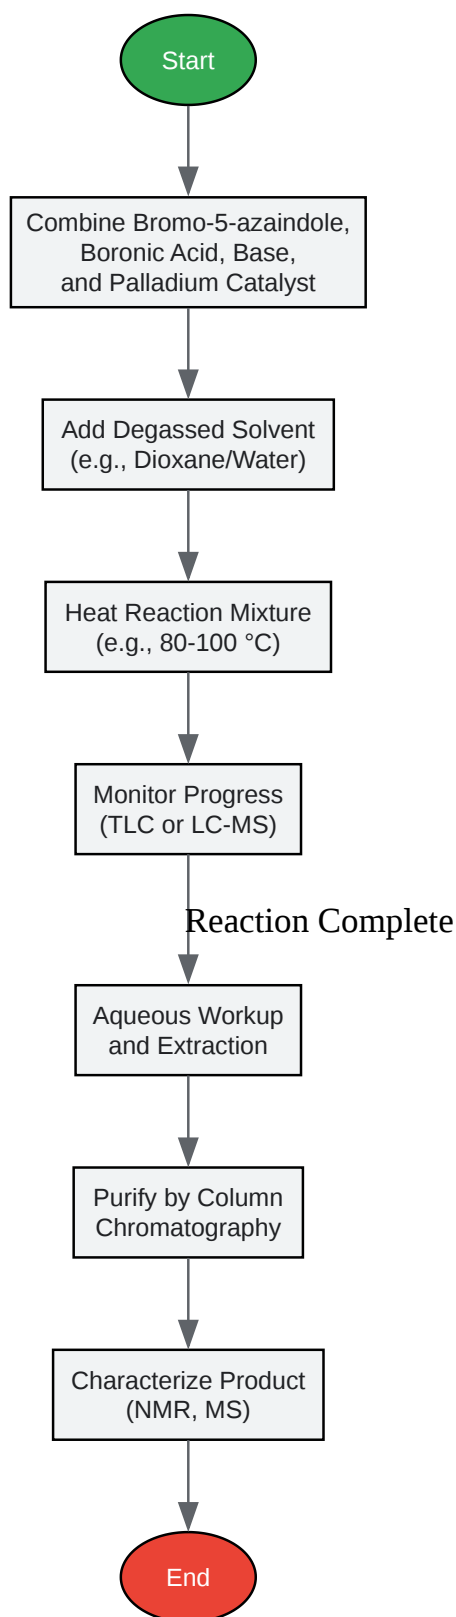 Start
Combine Bromo-5-azaindole,
Boronic Acid, Base,
and Palladium Catalyst
Add Degassed Solvent
(e.g., Dioxane/Water)
Heat Reaction Mixture
(e.g., 80-100 °C)
Monitor Progress
(TLC or LC-MS)
Reaction Complete
Aqueous Workup
and Extraction
Purify by Column
Chromatography
Characterize Product
(NMR, MS)
End